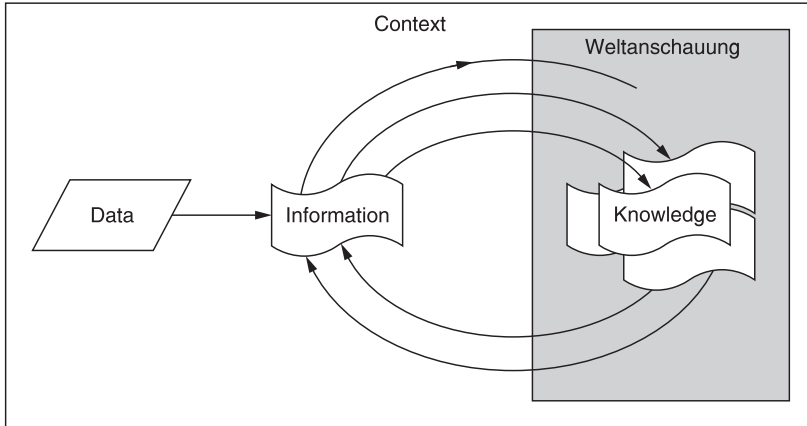 Context
Weltanschauung
Data
Information
Knowledge